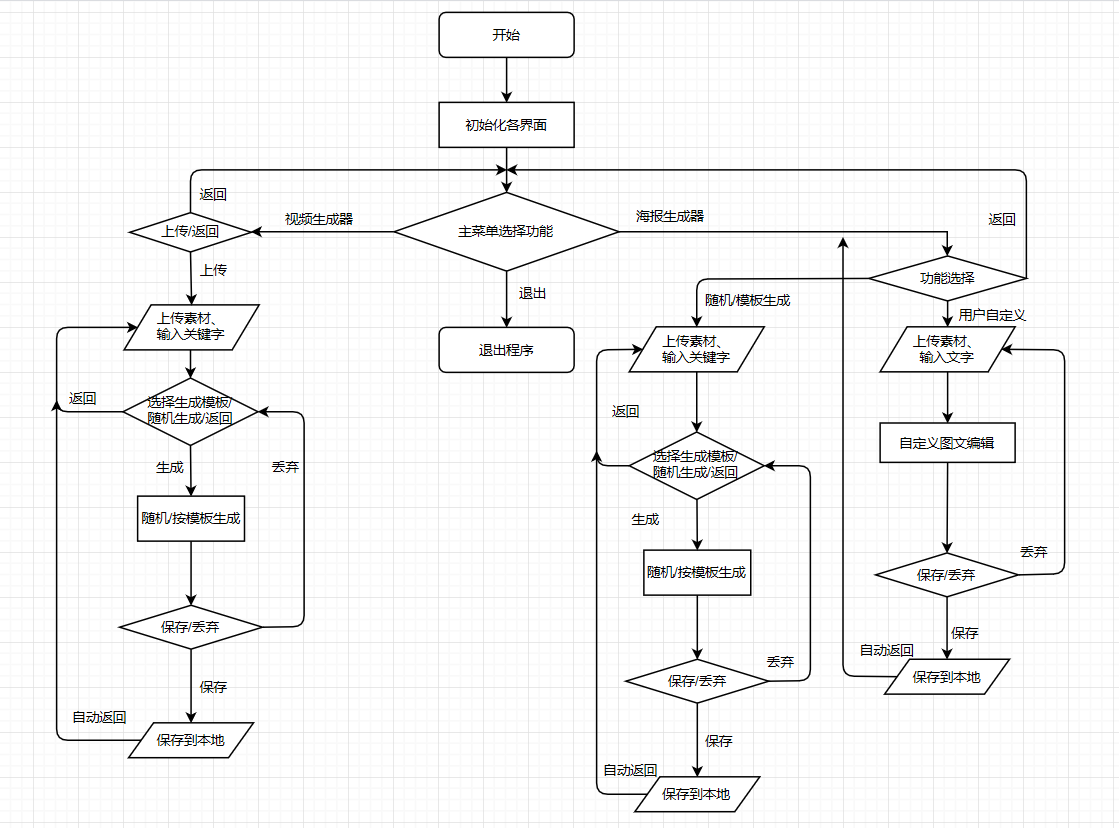 开始
初始化各界面
返回
视频生成器
海报生成器
返回
上传/返回
主菜单选择功能
功能选择
上传
退出
随机/模板生成
用户自定义
上传素材、
输入关键字
退出程序
上传素材、
输入关键字
上传素材、
输入文字
返回
选择生成模板/
随机生成/返回
返回
自定义图文编辑
生成
丢弃
选择生成模板/
随机生成/返回
随机/按模板生成
生成
丢弃
随机/按模板生成
保存/丢弃
保存/丢弃
保存
自动返回
丢弃
保存到本地
保存/丢弃
保存
自动返回
保存到本地
保存
自动返回
保存到本地